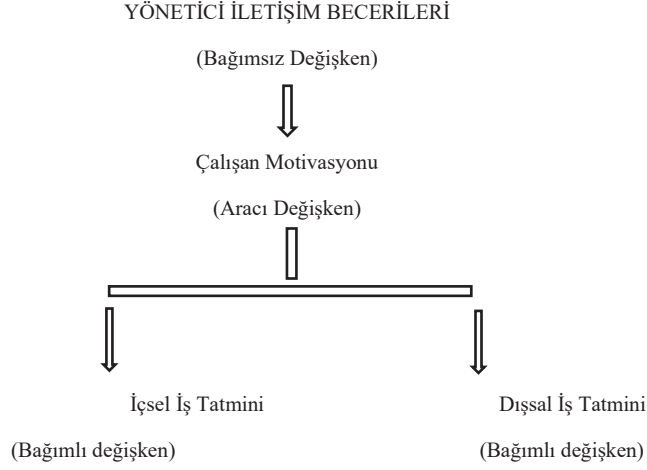 YÖNETİCİ İLETİŞİM BECERİLERİ
(Bağımsız Değişken)
Çalışan Motivasyonu
(Aracı Değişken)
İçsel İş Tatmini
Dışsal İş Tatmini
(Bağımlı değişken)
(Bağımlı değişken)